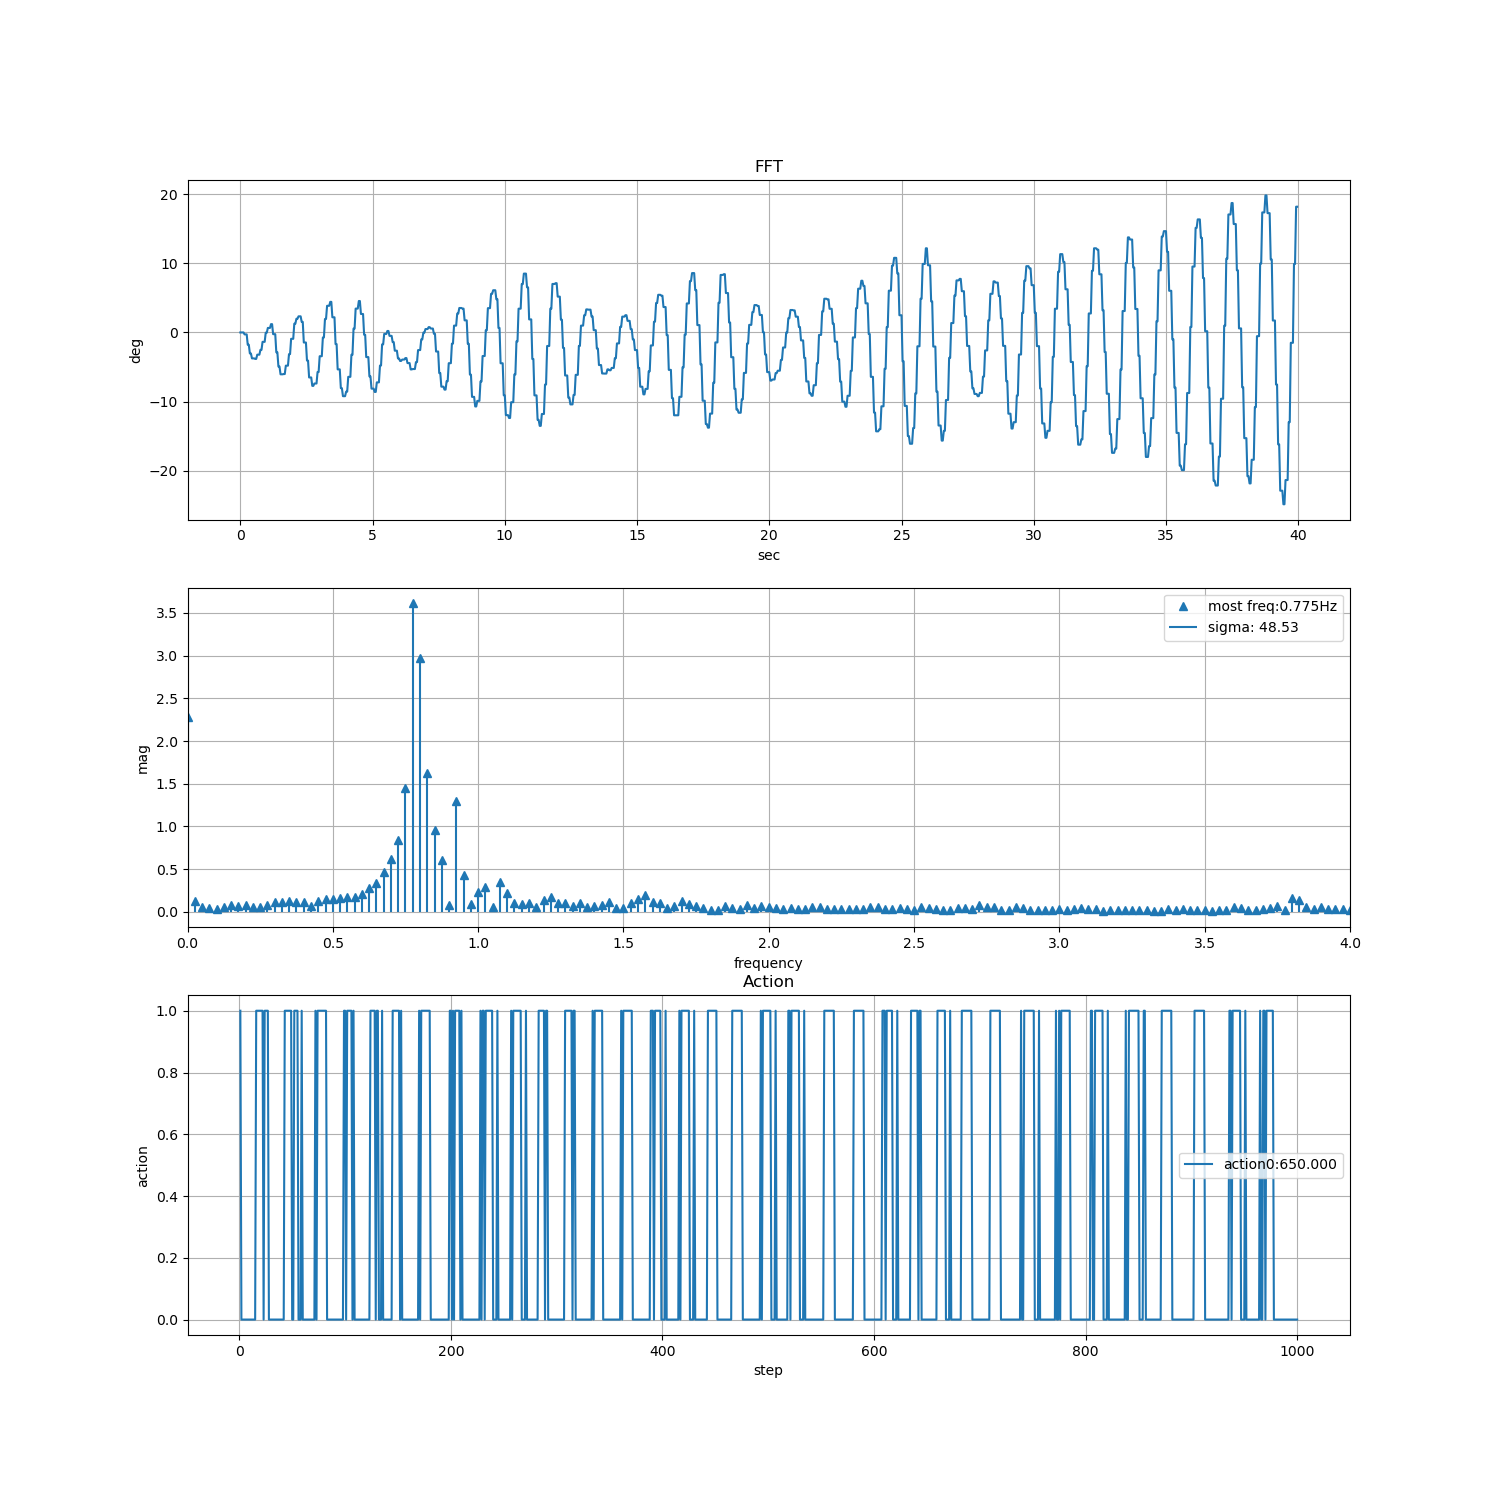 FFT
20
10
0
−10
−20
deg
0 5 10 15 20 25 30 35 40
sec
most freq:0.775Hz
sigma: 48.53
3.5
3.0
2.5
2.0
1.5
1.0
0.5
0.0
mag
0.0 0.5 1.0 1.5 2.0 2.5 3.0 3.5 4.0
frequency
Action
1.0
0.8
0.6
0.4
0.2
0.0
action
action0:650.000
0 200 400 600 800 1000
step